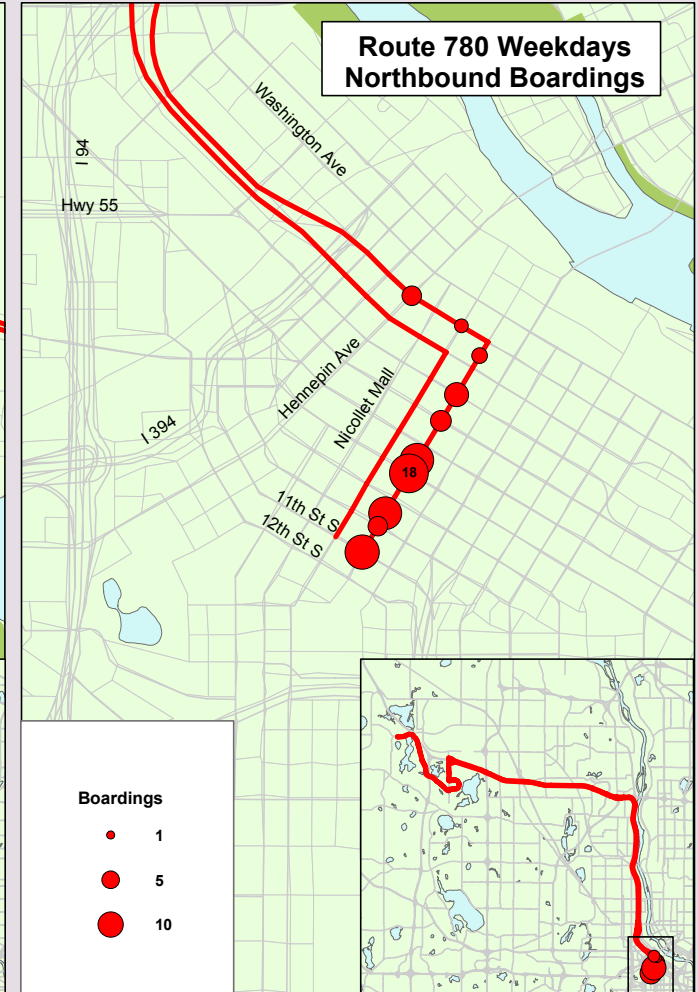 Route 780 Weekdays
Northbound Boardings
Washington Ave
I 94
Hwy 55
Hennepin Ave
Nicollet Mall
I 394
18
11th St S
12th St S
Boardings
1
5
10